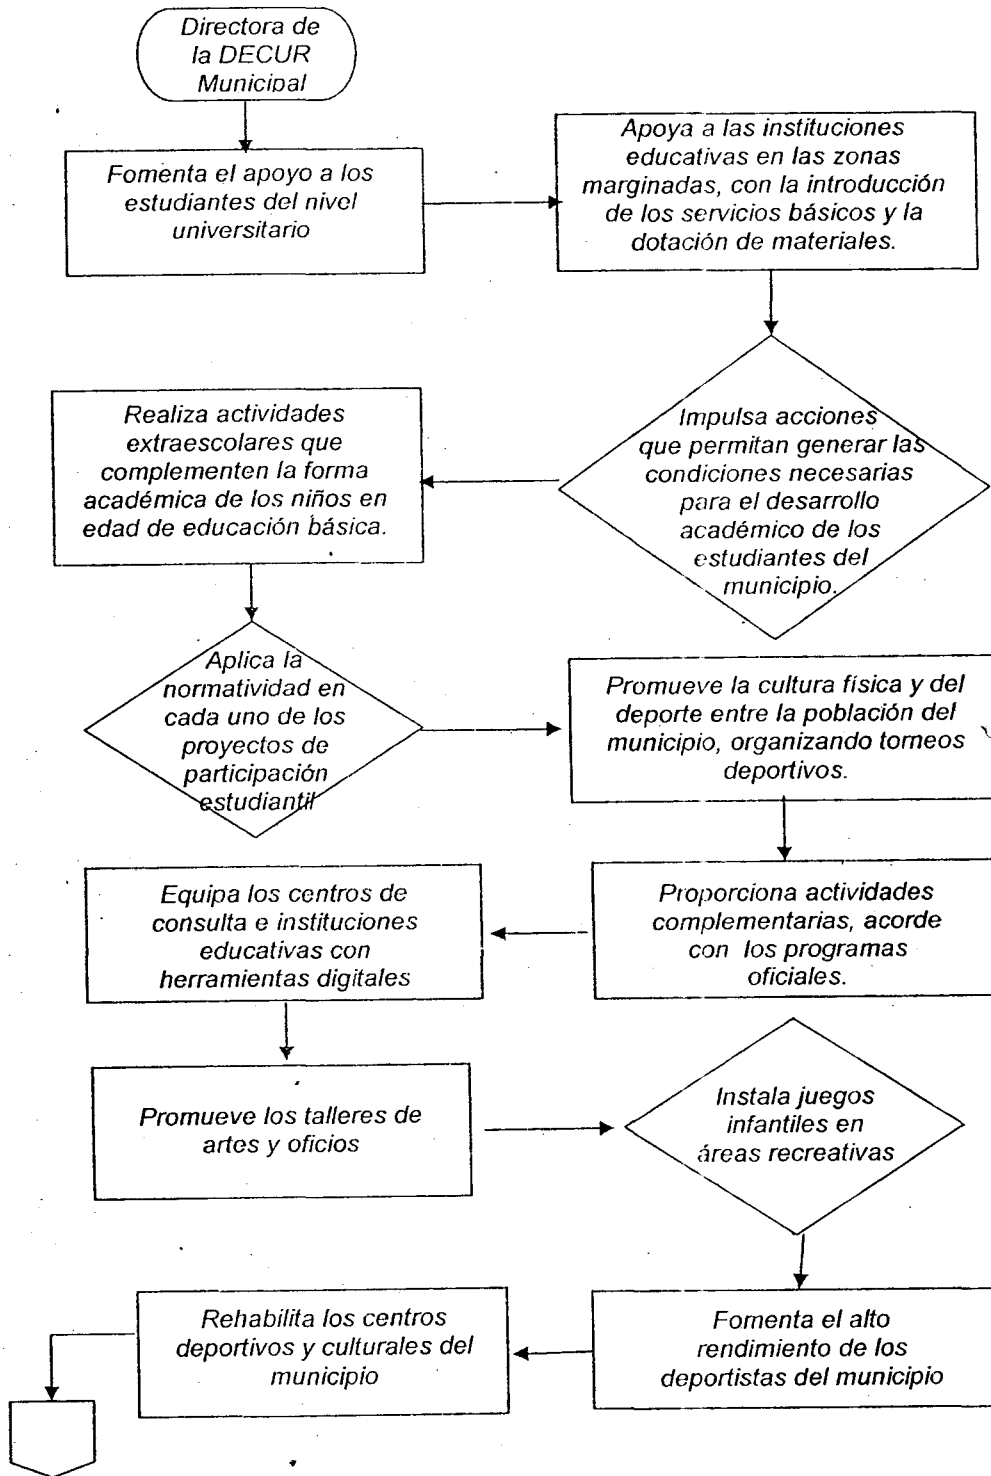 Directora de
la DECUR
Municipal
Fomenta el apoyo a los
estudiantes del nivel
universitario
Apoya a las instituciones
educativas en las zonas
marginadas, con la introducción
de los servicios básicos y la
dotación de materiales.
Impulsa acciones
que permitan generar las
condiciones necesarias
para el desarrollo
académico de los
estudiantes del
municipio.
Realiza actividades
extraescolares que
complementen la forma
académica de los niños en
edad de educación básica.
Aplica la
normatividad en
cada uno de los
proyectos de
participación
estudiantil
Promueve la cultura física y del
deporte entre la población del
municipio, organizando torneos
deportivos.
Proporciona actividades
complementarias, acorde
con los programas
oficiales.
Equipa los centros de
consulta e instituciones
educativas con
herramientas digitales
Promueve los talleres de
artes y oficios
Instala juegos
infantiles en
áreas recreativas
Fomenta el alto
rendimiento de los
deportistas del municipio
Rehabilita los centros
deportivos y culturales del
municipio